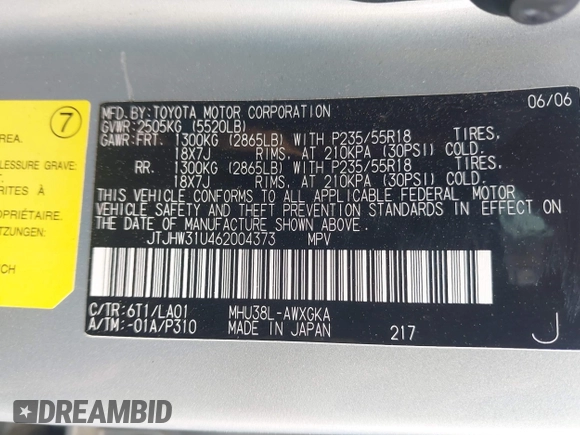 7
AREA.
LESSURE GRAVE:
RITES À
PROPRIÉTAIRE.
TZUNGEN:
CH
06/06
MFD.BY:TOYOTA MOTOR CORPORATION
GVWR:2505KG (5520LB)
GAWR:FRT. 1300KG (2865LB) WITH P235/55R18 TIRES,
18X7J RIMS, AT 210KPA (30PSI) COLD.
RR. 1300KG (2865LB) WITH P235/55R18 TIRES,
18X7J RIMS, AT 210KPA (30PSI) COLD.
THIS VEHICLE CONFORMS TO ALL APPLICABLE FEDERAL MOTOR
VEHICLE SAFETY AND THEFT PREVENTION STANDARDS IN EFFECT ON
THE DATE OF MANUFACTURE SHOWN ABOVE.
JTJHW31U462004373 MPV
C/TR:6T1/LA01 MHU38L-AWXGKA
A/TM:-01A/P310 MADE IN JAPAN 217 J
DREAMBID